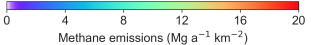 0 4 8 12 16 20
Methane emissions (Mg a⁻¹ km⁻²)